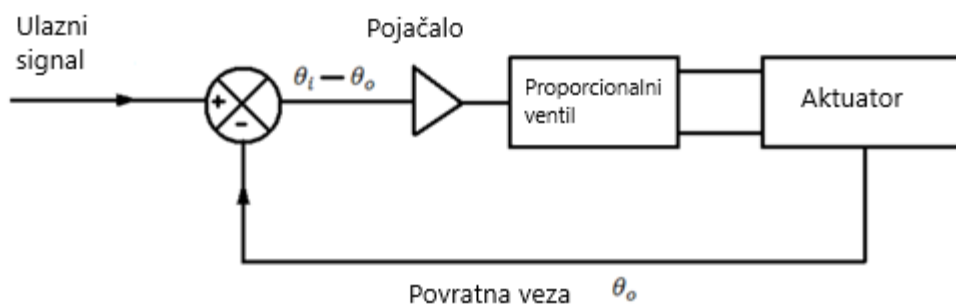 Ulazni
signal
Pojačalo
+
-
θi − θo
Proporcionalni
ventil
Aktuator
Povratna veza θo